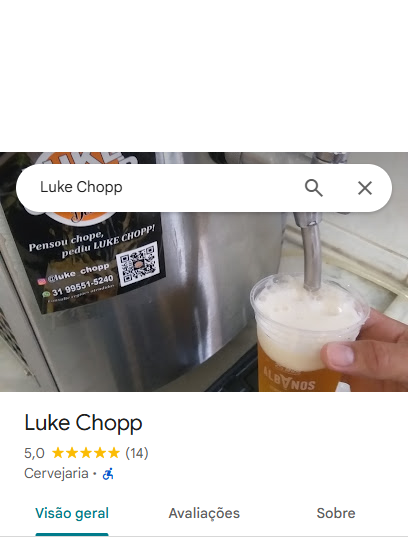 Luke Chopp
Pensou chope,
pediu LUKE CHOPP!
@luke_chopp
31 99551-5240
ALBANOS
Luke Chopp
5,0 (14)
Cervejaria •
Visão geral
Avaliações
Sobre